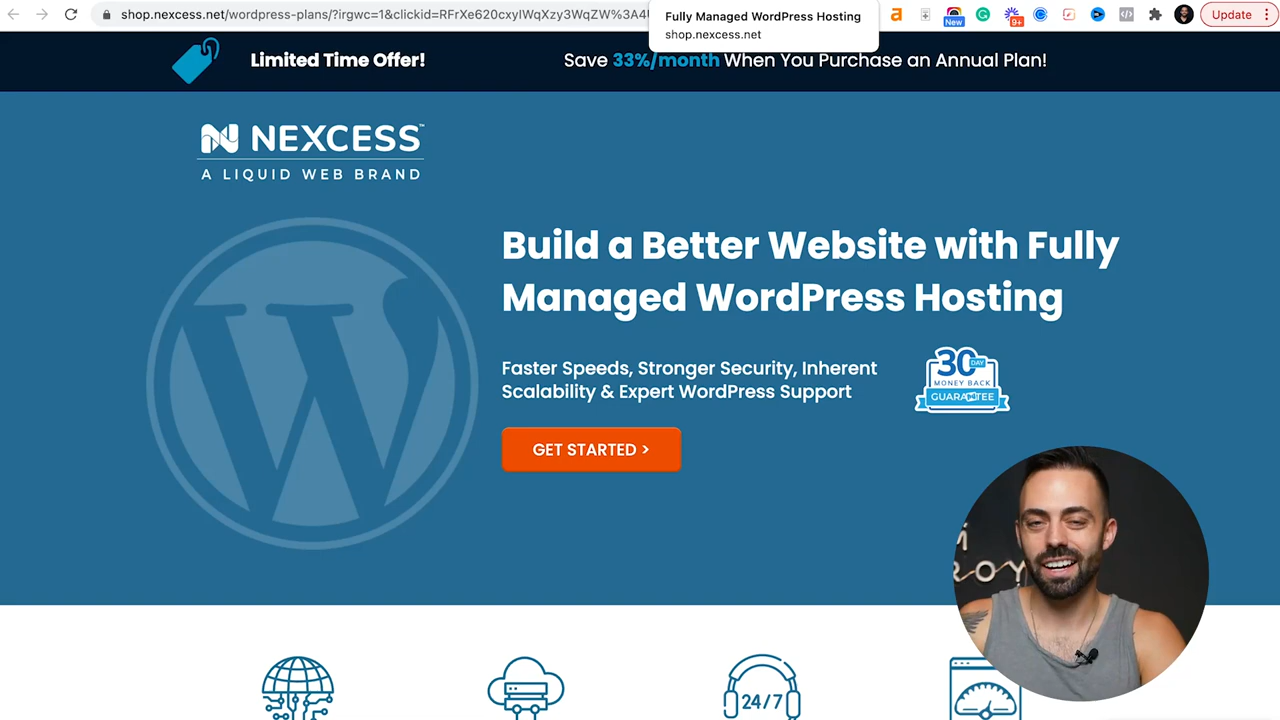 shop.nexcess.net/wordpress-plans/?irgwc=1&clickid=RFrXe620cxyIWqXzy3WqZW%3A4
Fully Managed WordPress Hosting
shop.nexcess.net
New
9+
Update
Limited Time Offer!
Save 33%/month When You Purchase an Annual Plan!
NEXCESS™
A LIQUID WEB BRAND
Build a Better Website with Fully
Managed WordPress Hosting
Faster Speeds, Stronger Security, Inherent
Scalability & Expert WordPress Support
30 DAY
MONEY BACK
GUARANTEE
GET STARTED >
24/7